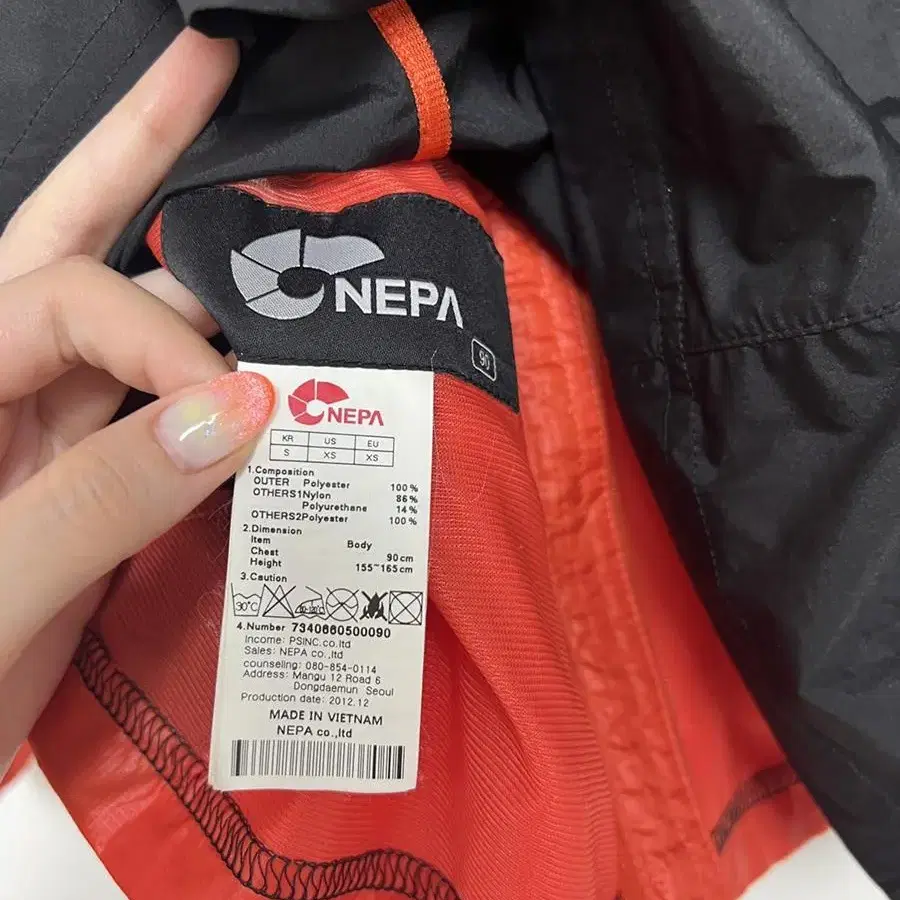 NEPA
90
NEPA
KR US EU
S XS XS
1.Composition
OUTER Polyester 100%
OTHERS1Nylon 86%
Polyurethane 14%
OTHERS2Polyester 100%
2.Dimension
Item Body
Chest 90cm
Height 155~165cm
3.Caution
30℃
4.Number 7340660500090
Income: PSINC.co.ltd
Sales: NEPA co.,ltd
counseling: 080-854-0114
Address: Mangu 12 Road 6
Dongdaemun Seoul
Production date: 2012.12
MADE IN VIETNAM
NEPA co.,ltd